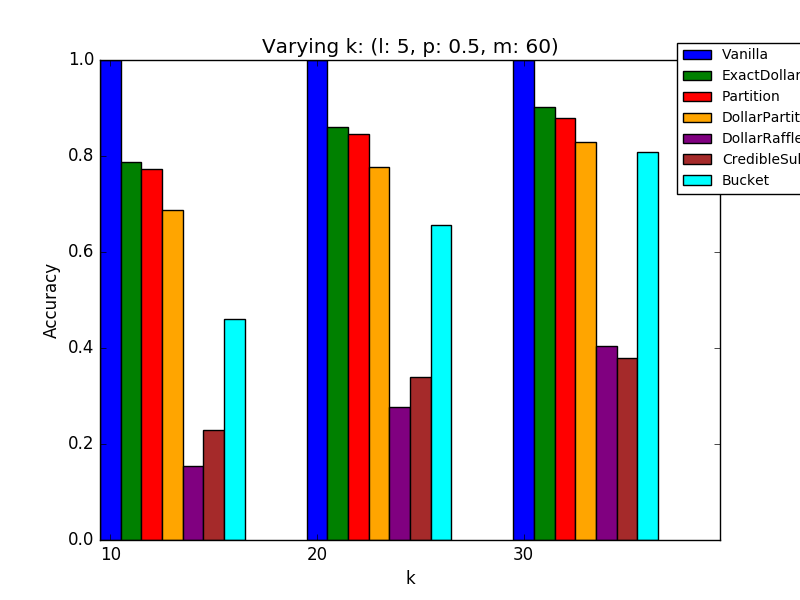 Varying k: (l: 5, p: 0.5, m: 60)
Vanilla
ExactDollar
Partition
DollarPartit
DollarRaffle
CredibleSu
Bucket
1.0
0.8
0.6
0.4
0.2
0.0
Accuracy
10 20 30
k